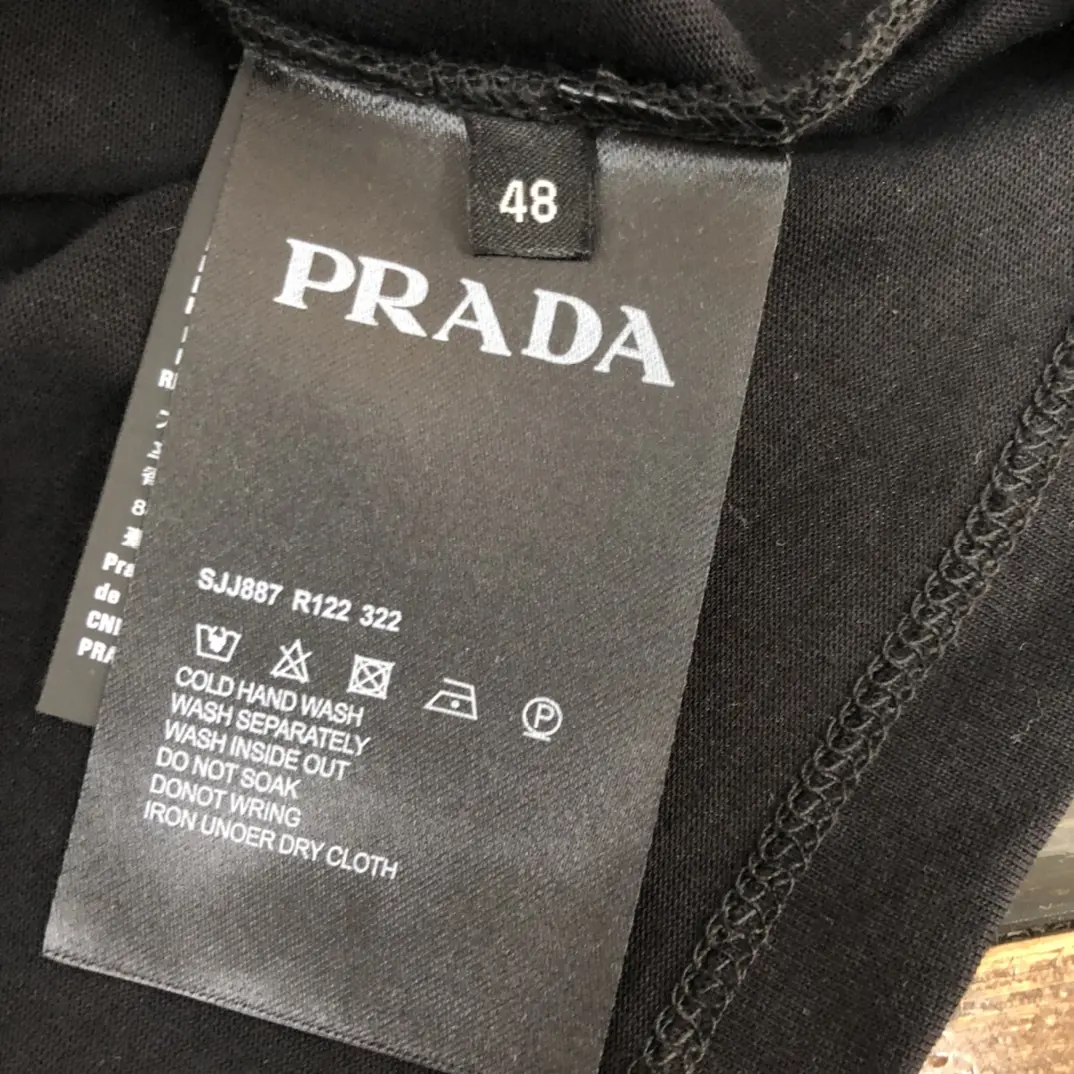 48
PRADA
SJJ887 R122 322
P
COLD HAND WASH
WASH SEPARATELY
WASH INSIDE OUT
DO NOT SOAK
DONOT WRING
IRON UNOER DRY CLOTH
de